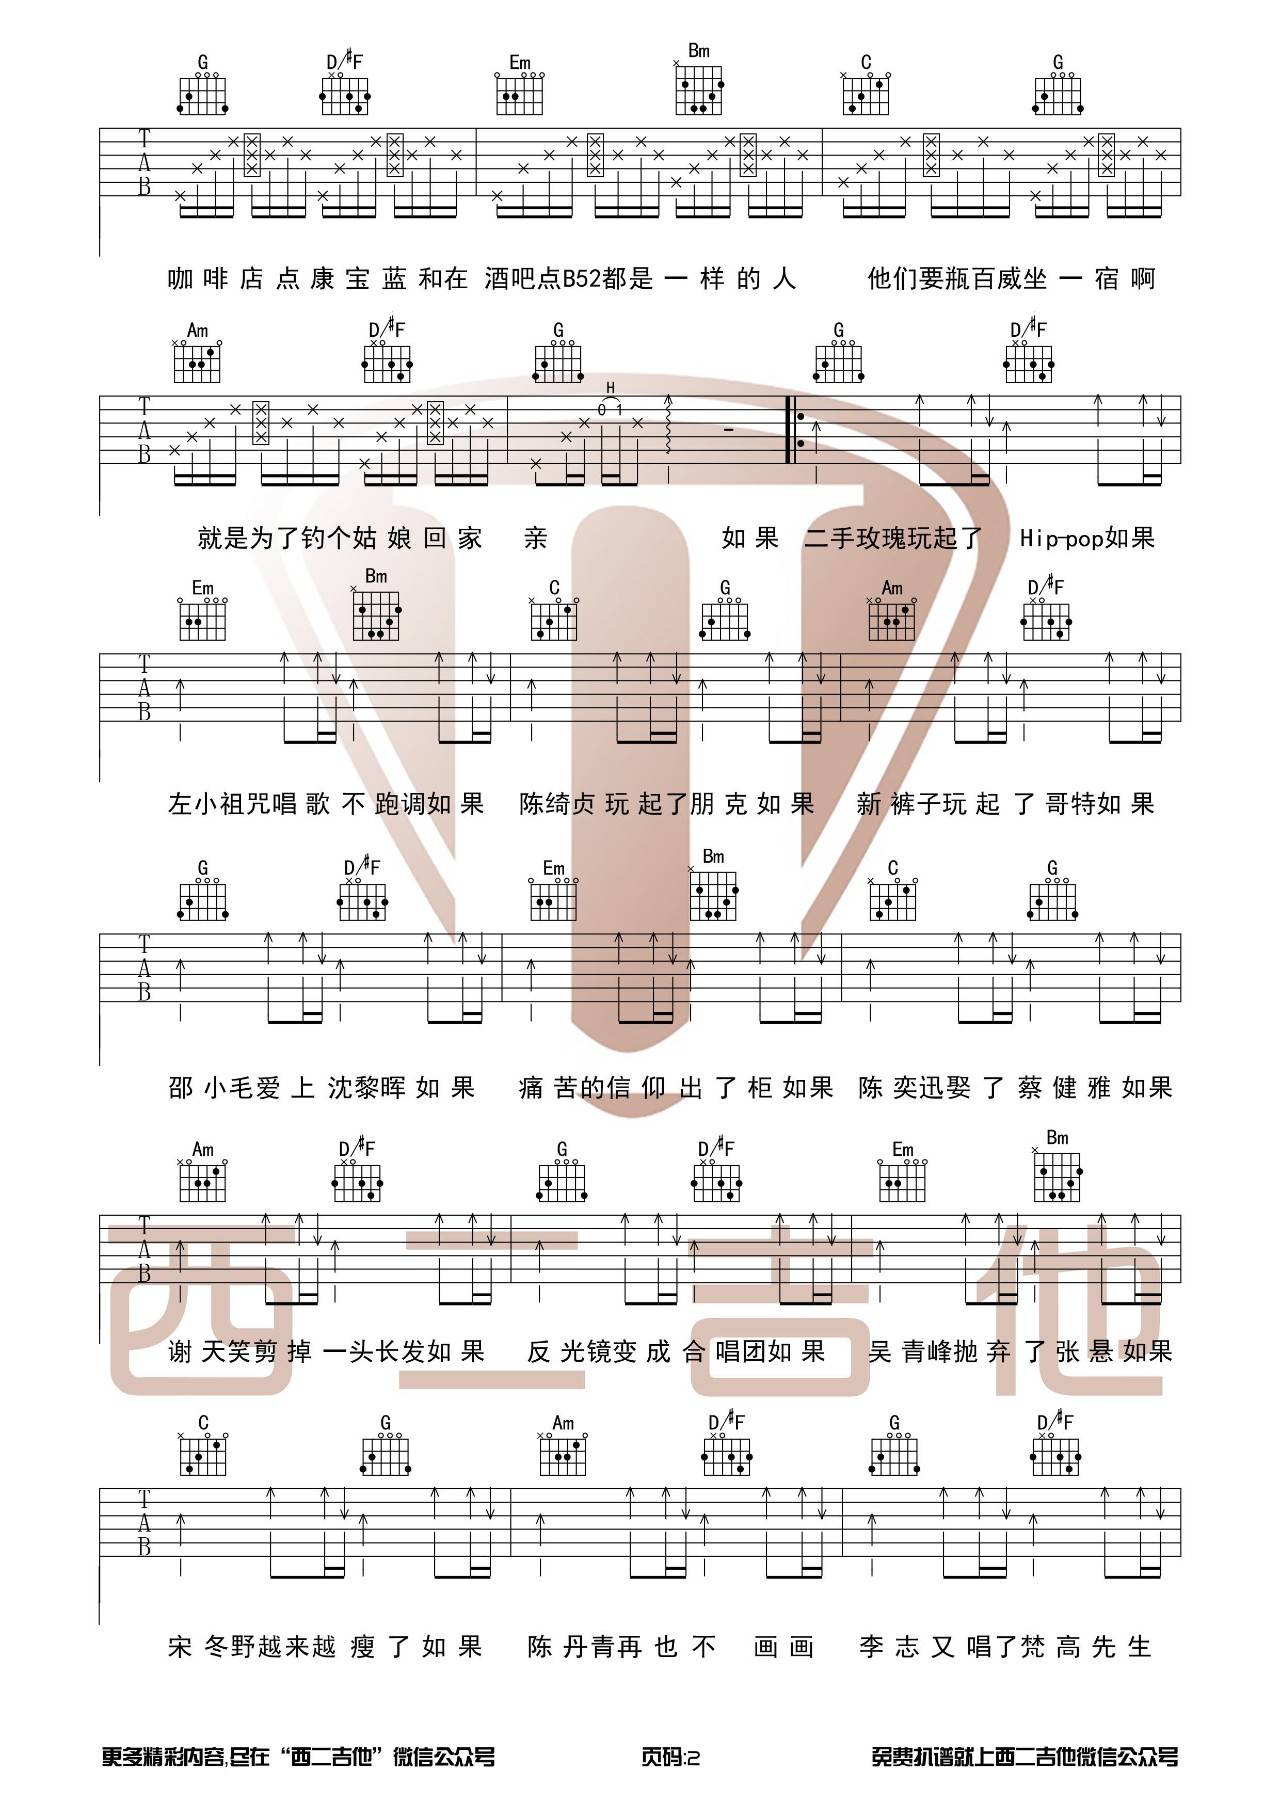 G D/#F Em Bm C G
T
A
B
咖啡店点康宝蓝和在 酒吧点B52都是一样的人 他们要瓶百威坐一宿啊
Am D/#F G G D/#F
H
0 1
T
A
B
就是为了钓个姑娘回家 亲 如果 二手玫瑰玩起了 Hip-pop如果
Em Bm C G Am D/#F
T
A
B
左小祖咒唱歌不跑调如果 陈绮贞玩起了朋克如果 新裤子玩起了哥特如果
G D/#F Em Bm C G
T
A
B
邵小毛爱上沈黎晖如果 痛苦的信仰出了柜如果 陈奕迅娶了蔡健雅如果
Am D/#F G D/#F Em Bm
T
A
B
西二吉他
谢天笑剪掉一头长发如果 反光镜变成合唱团如果 吴青峰抛弃了张悬如果
C G Am D/#F G D/#F
T
A
B
宋冬野越来越瘦了如果 陈丹青再也不 画画 李志又唱了梵高先生
更多精彩内容,尽在“西二吉他”微信公众号 页码:2 免费扒谱就上西二吉他微信公众号